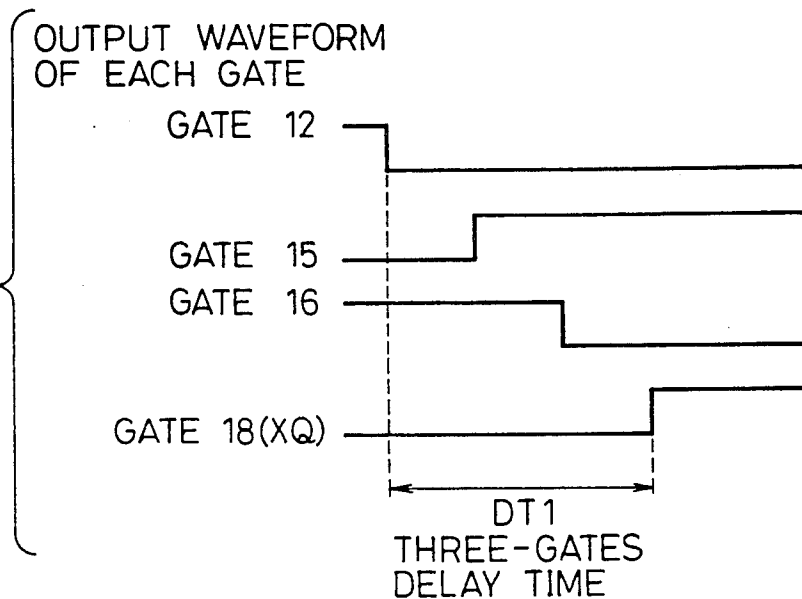 OUTPUT WAVEFORM
OF EACH GATE
GATE 12
GATE 15
GATE 16
GATE 18(XQ)
DT1
THREE-GATES
DELAY TIME